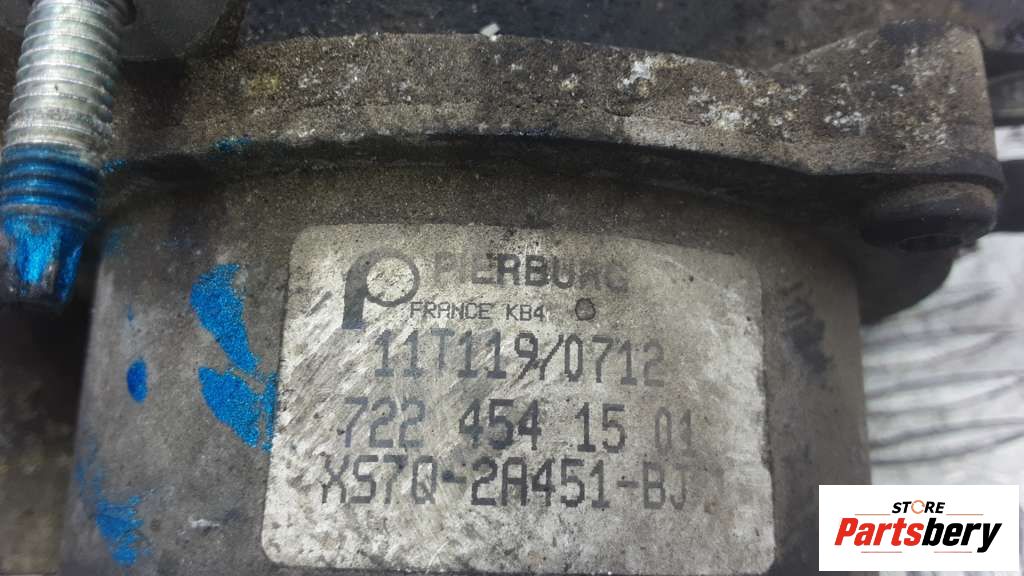 PIERBURG
FRANCE KB4
11T119/0712
722 454 15 01
XS7Q-2A451-BJ
STORE
Partsbery